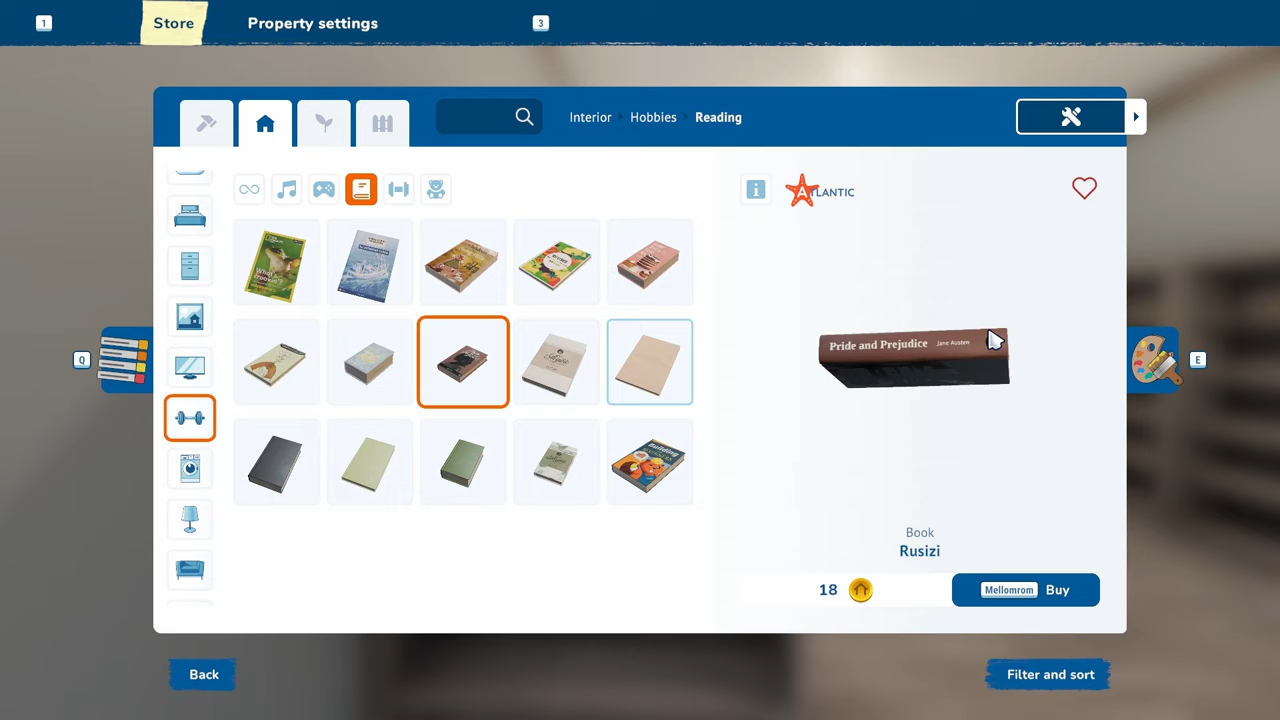 1
Store
Property settings
3
Interior
Hobbies
Reading
ATLANTIC
Q
E
Pride and Prejudice Jane Austen
Book
Rusizi
18
Mellomrom Buy
Back
Filter and sort